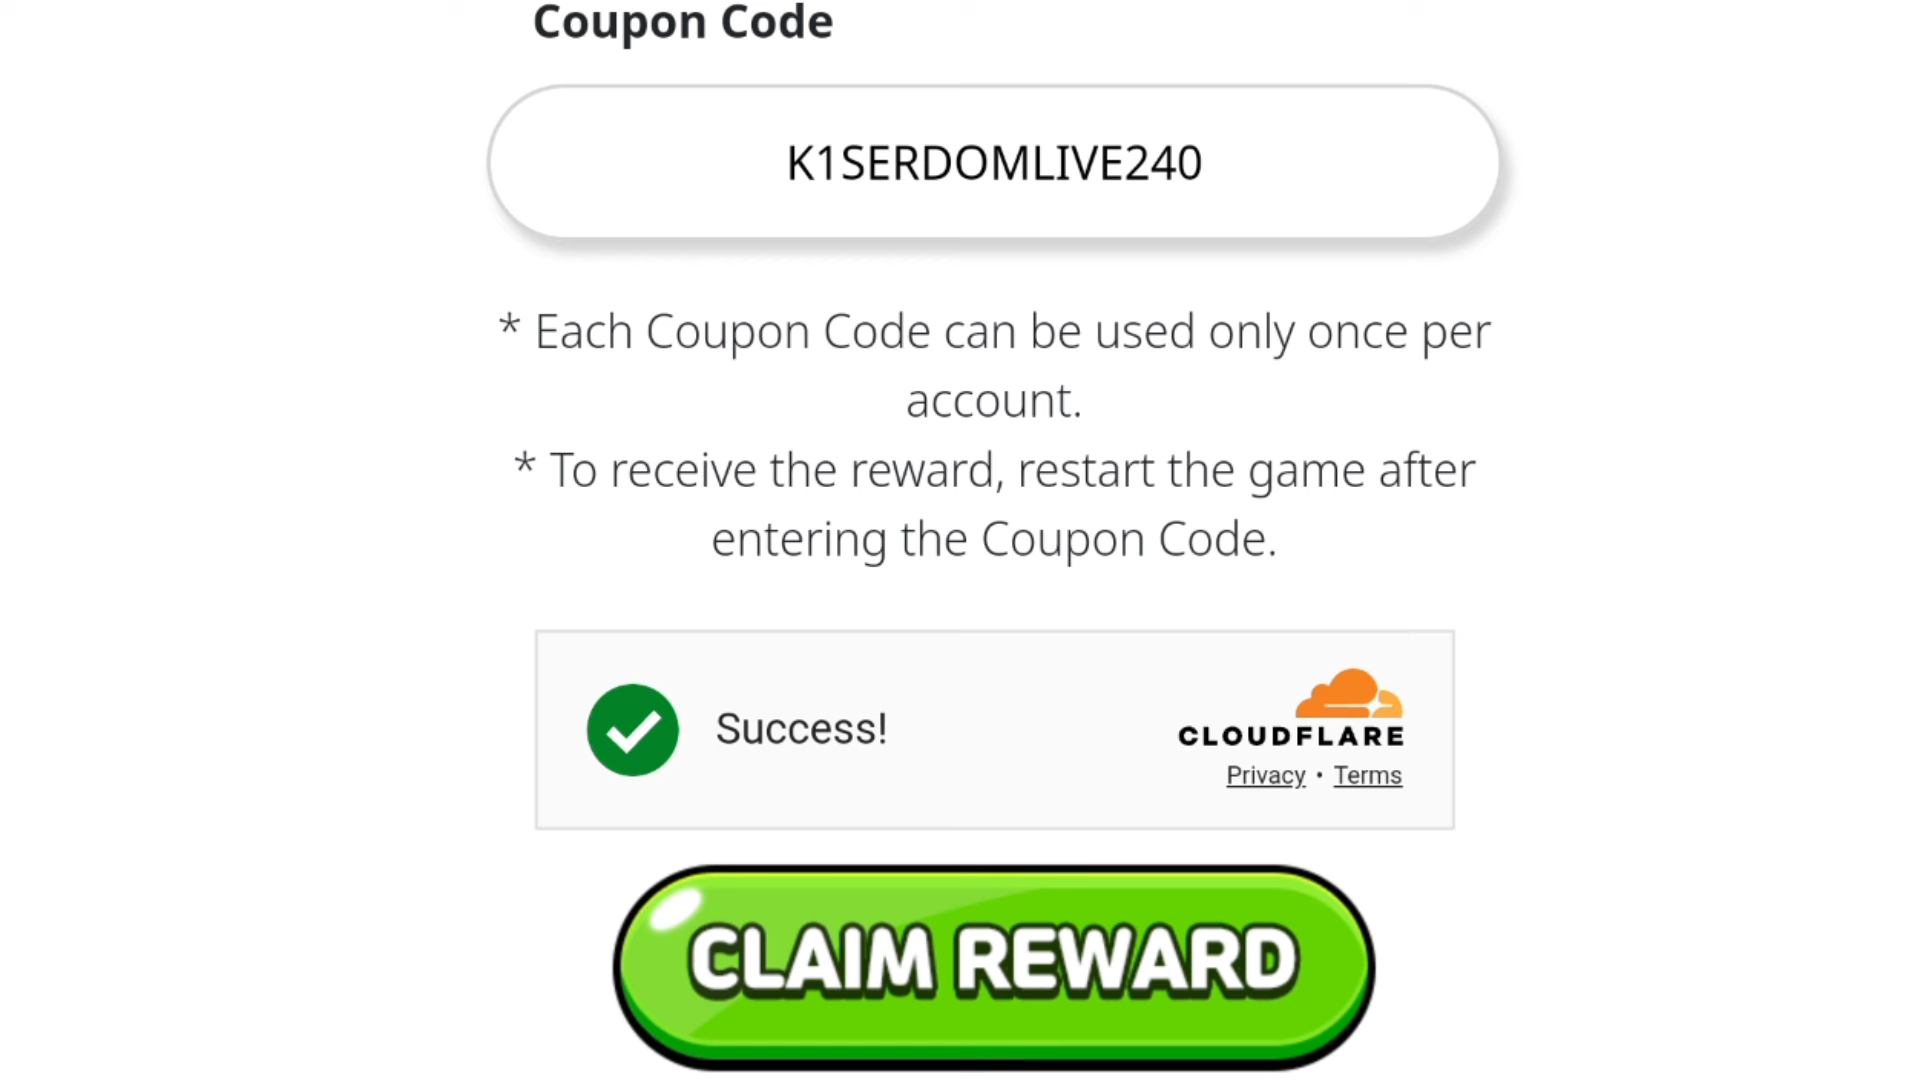 Coupon Code
K1SERDOMLIVE240
* Each Coupon Code can be used only once per
account.
* To receive the reward, restart the game after
entering the Coupon Code.
Success!
CLOUDFLARE
Privacy • Terms
CLAIM REWARD